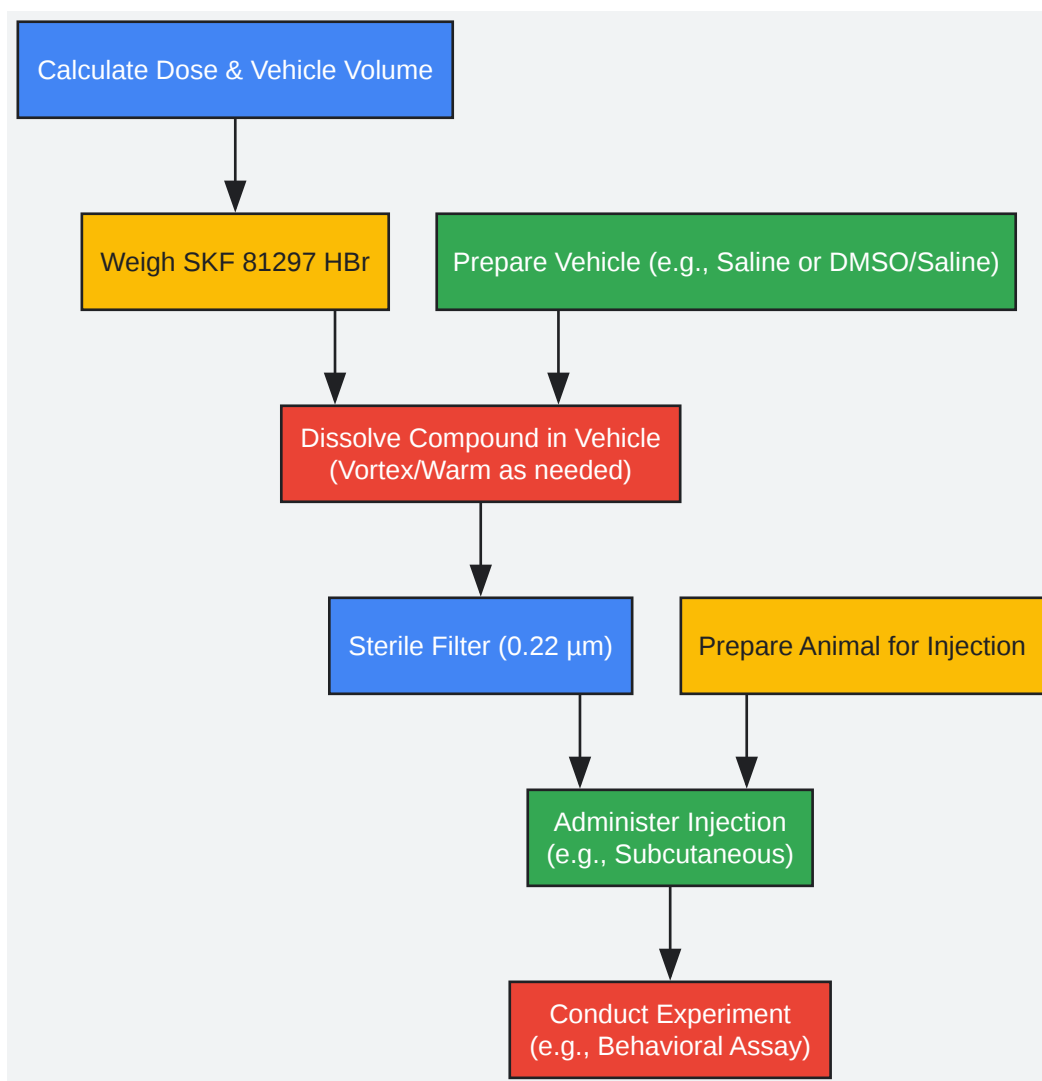 Calculate Dose & Vehicle Volume
Weigh SKF 81297 HBr
Prepare Vehicle (e.g., Saline or DMSO/Saline)
Dissolve Compound in Vehicle
(Vortex/Warm as needed)
Sterile Filter (0.22 µm)
Prepare Animal for Injection
Administer Injection
(e.g., Subcutaneous)
Conduct Experiment
(e.g., Behavioral Assay)